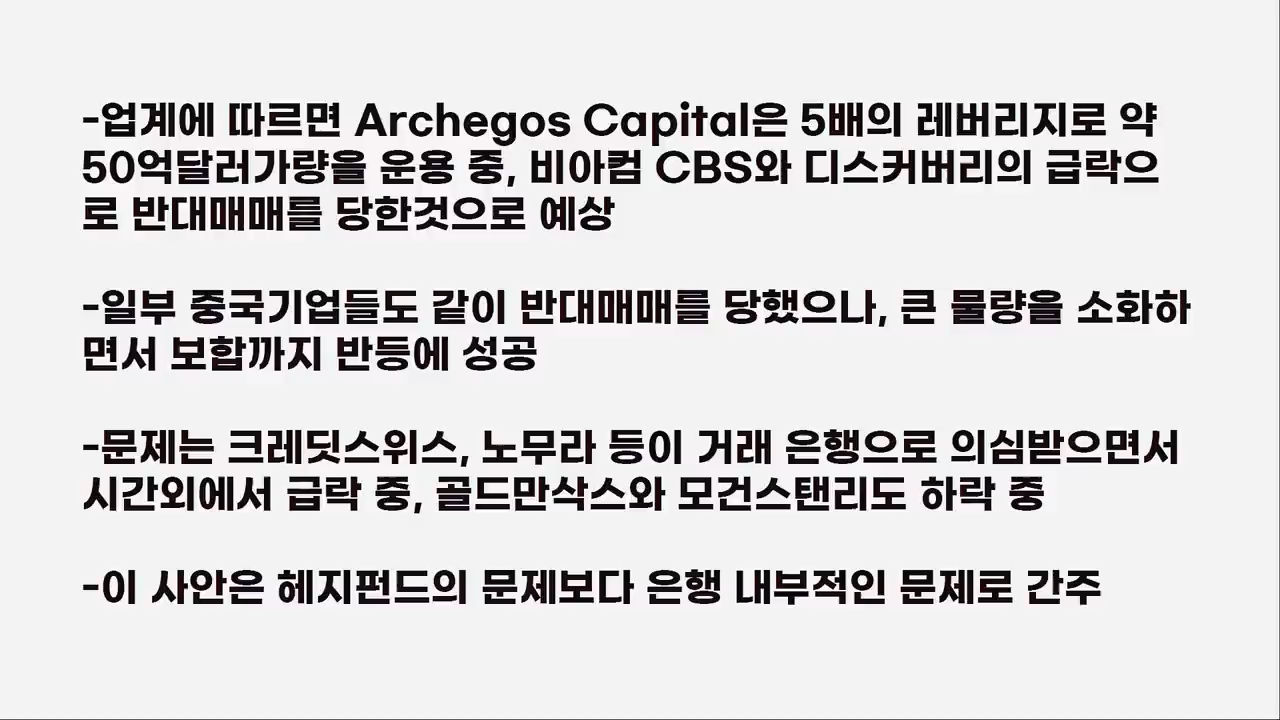 -업계에 따르면 Archegos Capital은 5배의 레버리지로 약
50억달러가량을 운용 중, 비아컴 CBS와 디스커버리의 급락으
로 반대매매를 당한것으로 예상
-일부 중국기업들도 같이 반대매매를 당했으나, 큰 물량을 소화하
면서 보합까지 반등에 성공
-문제는 크레딧스위스, 노무라 등이 거래 은행으로 의심받으면서
시간외에서 급락 중, 골드만삭스와 모건스탠리도 하락 중
-이 사안은 헤지펀드의 문제보다 은행 내부적인 문제로 간주